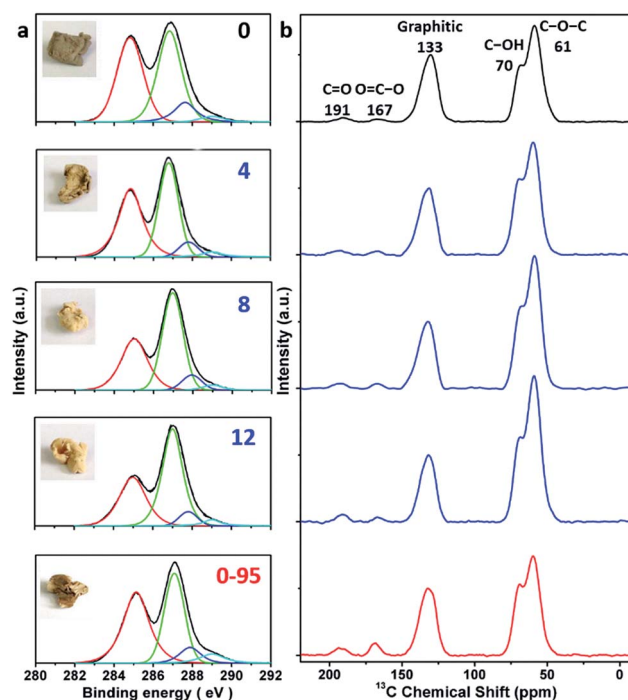 a
0
4
8
12
0-95
Intensity (a.u.)
280 282 284 286 288 290 292
Binding energy ( eV )
b
Graphitic
133
C–O–C
61
C–OH
70
C=O O=C–O
191 167
Intensity (a.u.)
200 150 100 50 0
¹³C Chemical Shift (ppm)